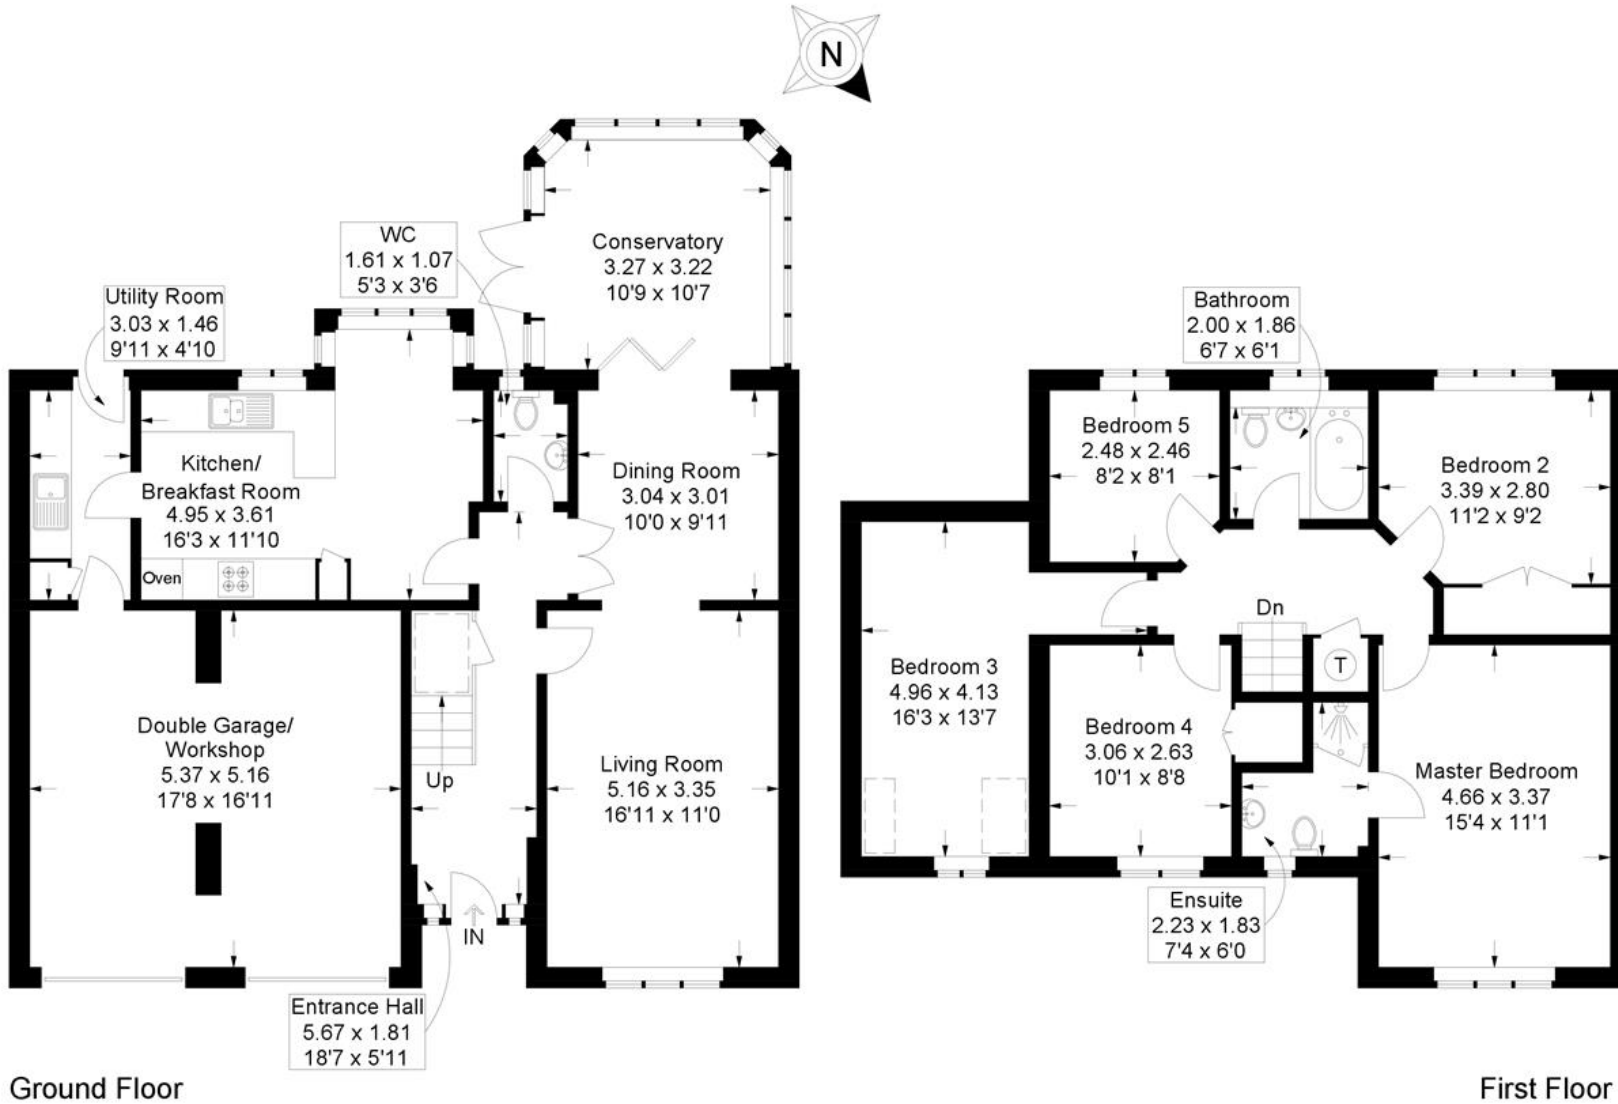 N
WC
1.61 x 1.07
5'3 x 3'6
Conservatory
3.27 x 3.22
10'9 x 10'7
Utility Room
3.03 x 1.46
9'11 x 4'10
Kitchen/
Breakfast Room
4.95 x 3.61
16'3 x 11'10
Oven
Dining Room
3.04 x 3.01
10'0 x 9'11
Double Garage/
Workshop
5.37 x 5.16
17'8 x 16'11
Up
Living Room
5.16 x 3.35
16'11 x 11'0
IN
Entrance Hall
5.67 x 1.81
18'7 x 5'11
Ground Floor
Bathroom
2.00 x 1.86
6'7 x 6'1
Bedroom 5
2.48 x 2.46
8'2 x 8'1
Bedroom 2
3.39 x 2.80
11'2 x 9'2
Dn
T
Bedroom 3
4.96 x 4.13
16'3 x 13'7
Bedroom 4
3.06 x 2.63
10'1 x 8'8
Master Bedroom
4.66 x 3.37
15'4 x 11'1
Ensuite
2.23 x 1.83
7'4 x 6'0
First Floor